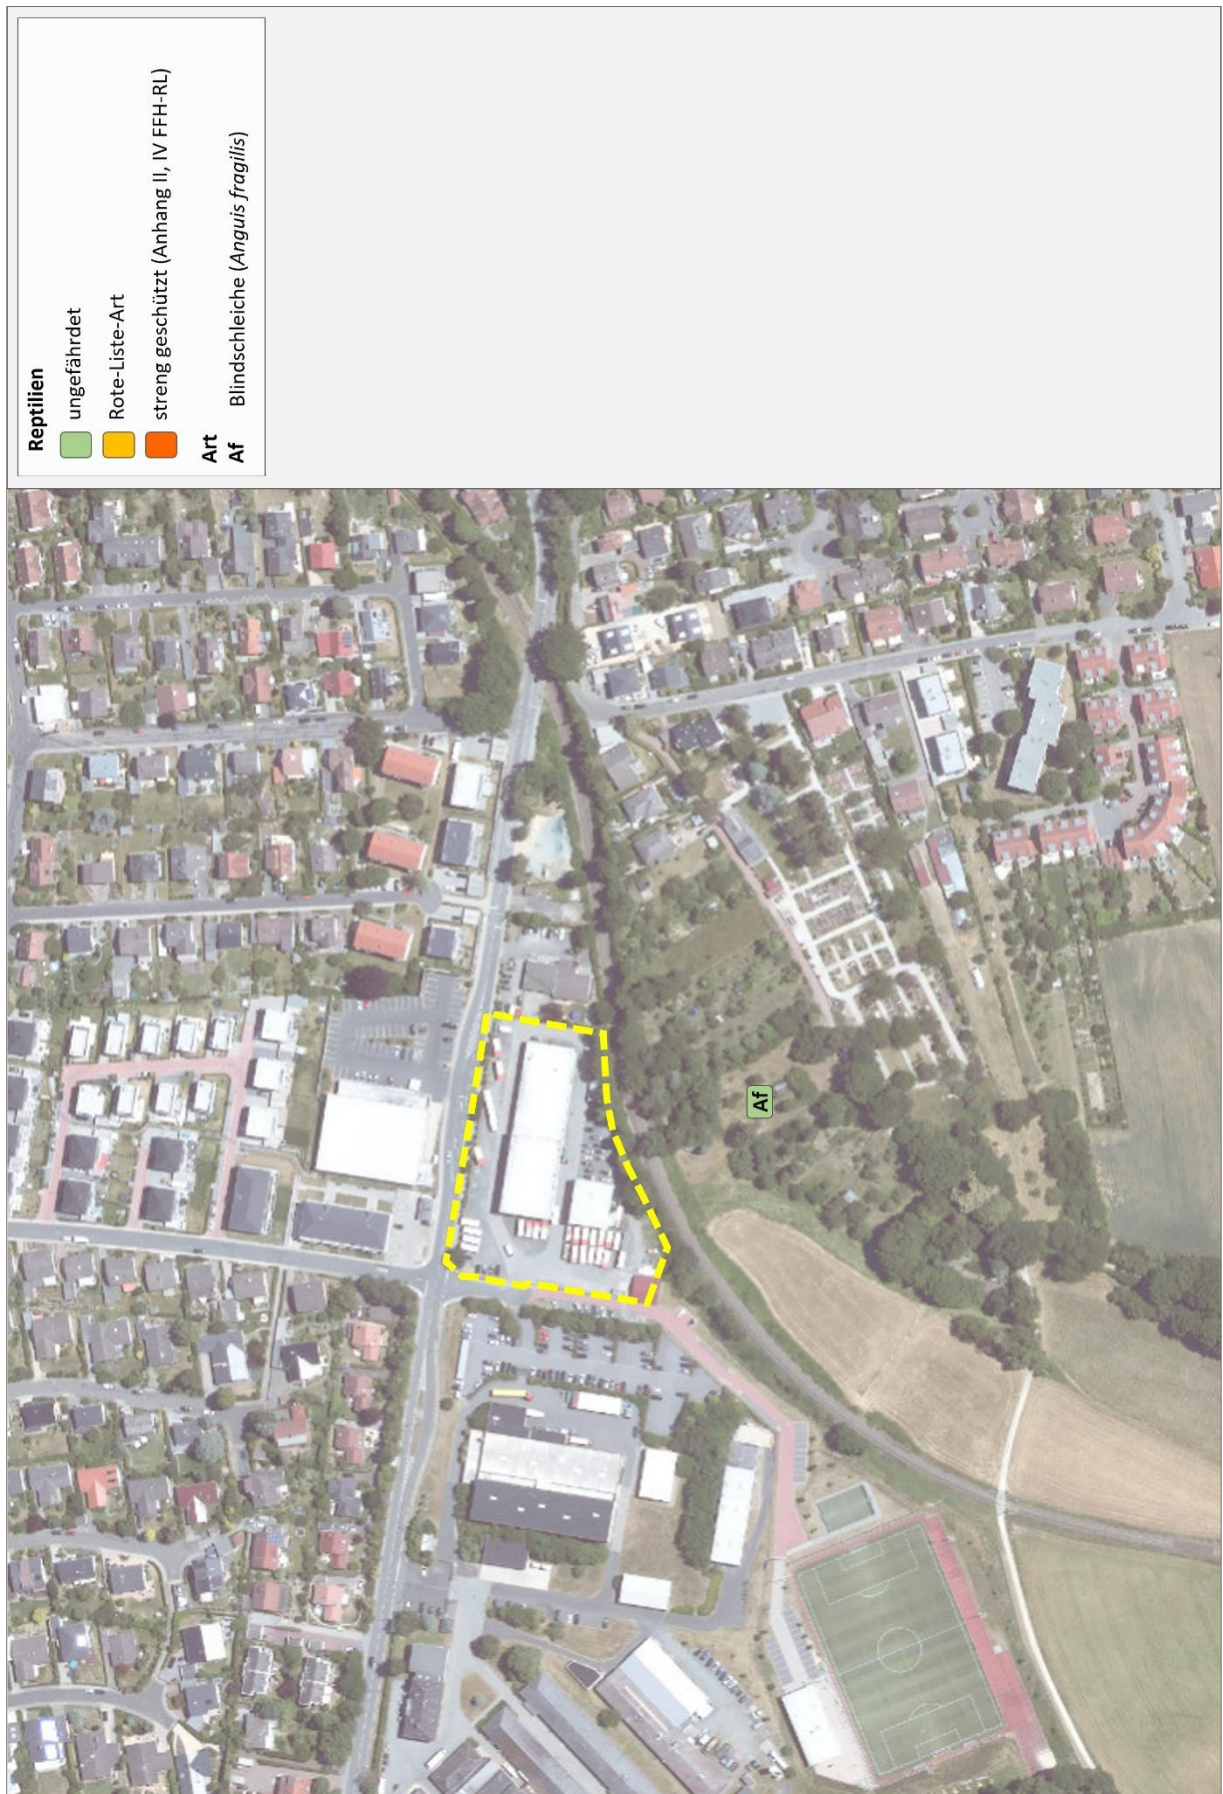 Reptilien
ungefährdet
Rote-Liste-Art
streng geschützt (Anhang II, IV FFH-RL)
Art
Af Blindschleiche (Anguis fragilis)
Af